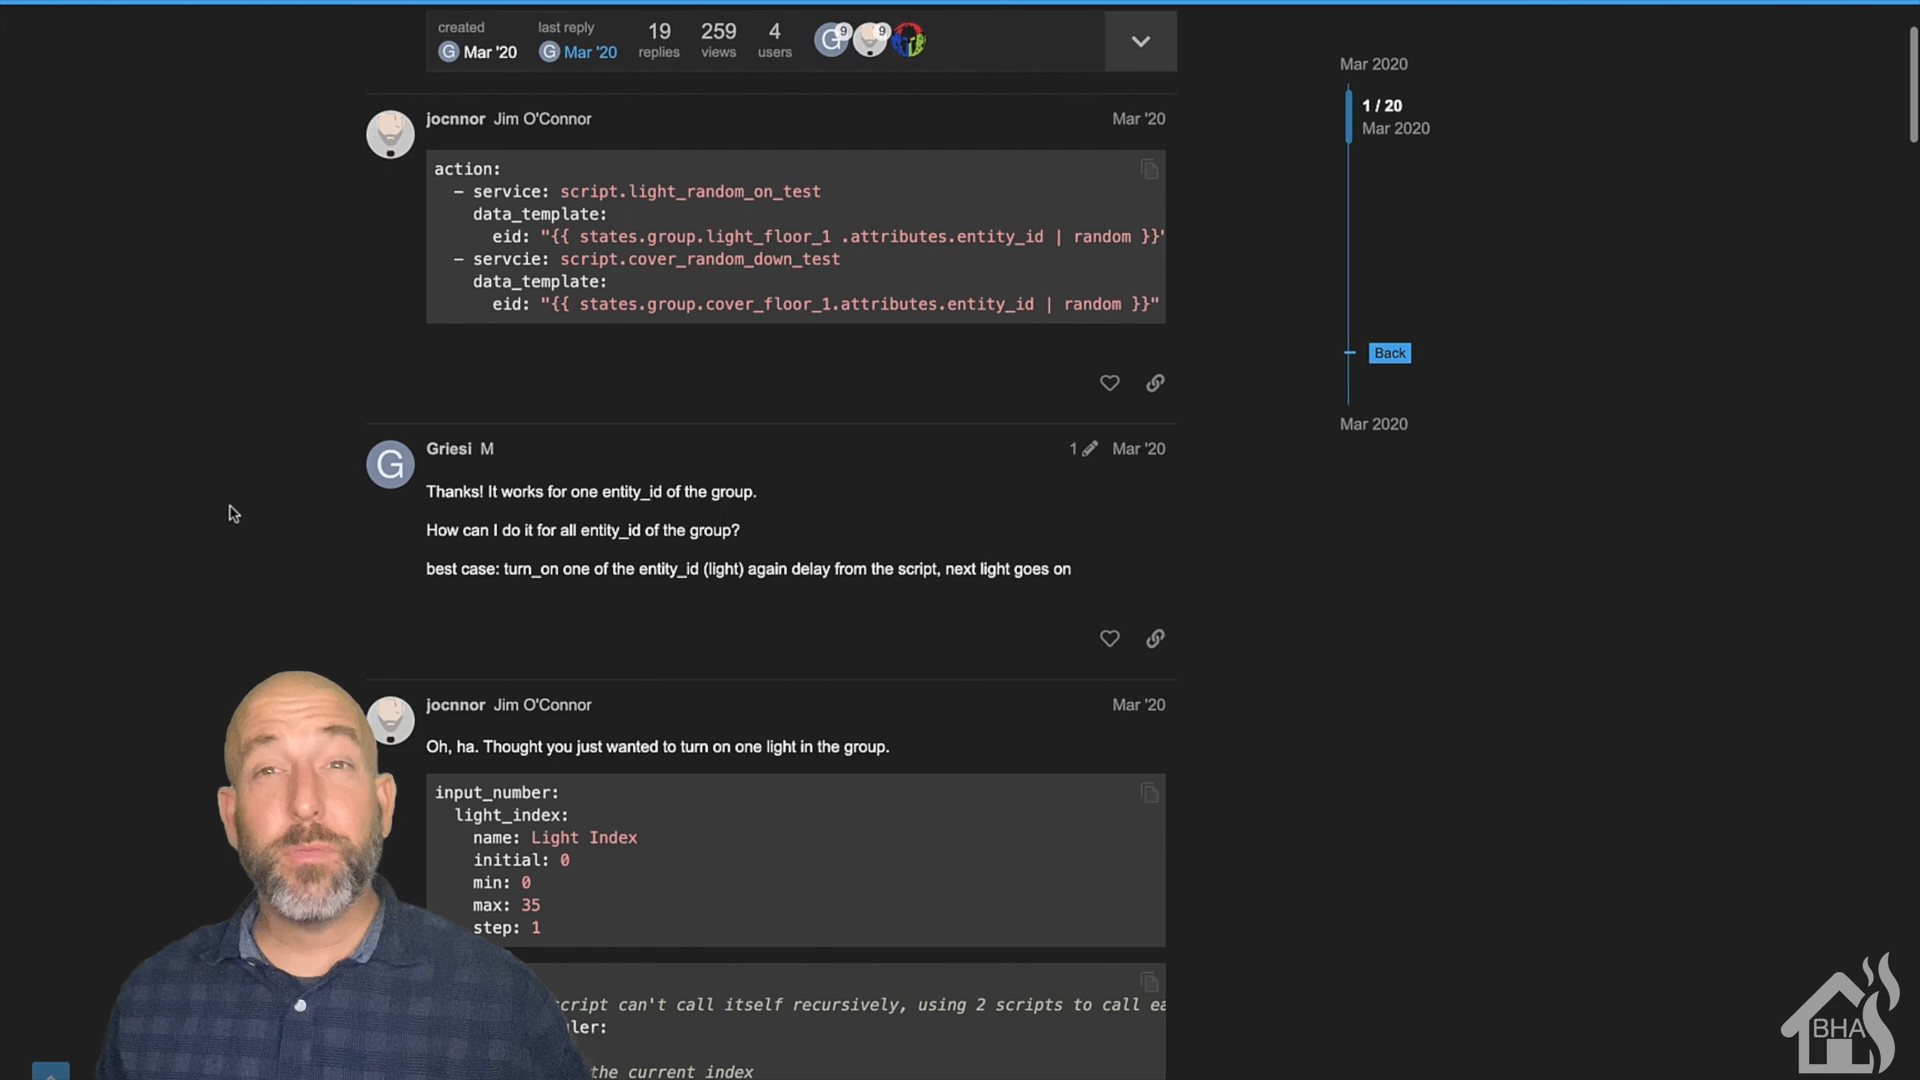 created
G Mar '20
last reply
G Mar '20
19
replies
259
views
4
users
G 9
9
jocnnor Jim O'Connor
Mar '20
action:
- service: script.light_random_on_test
data_template:
eid: "{{ states.group.light_floor_1 .attributes.entity_id | random }}"
- servcie: script.cover_random_down_test
data_template:
eid: "{{ states.group.cover_floor_1.attributes.entity_id | random }}"
G
Griesi M
1
Mar '20
Thanks! It works for one entity_id of the group.
How can I do it for all entity_id of the group?
best case: turn_on one of the entity_id (light) again delay from the script, next light goes on
jocnnor Jim O'Connor
Mar '20
Oh, ha. Thought you just wanted to turn on one light in the group.
input_number:
light_index:
name: Light Index
initial: 0
min: 0
max: 35
step: 1
script can't call itself recursively, using 2 scripts to call ea
ler:
the current index
Mar 2020
1 / 20
Mar 2020
Back
Mar 2020
BHA